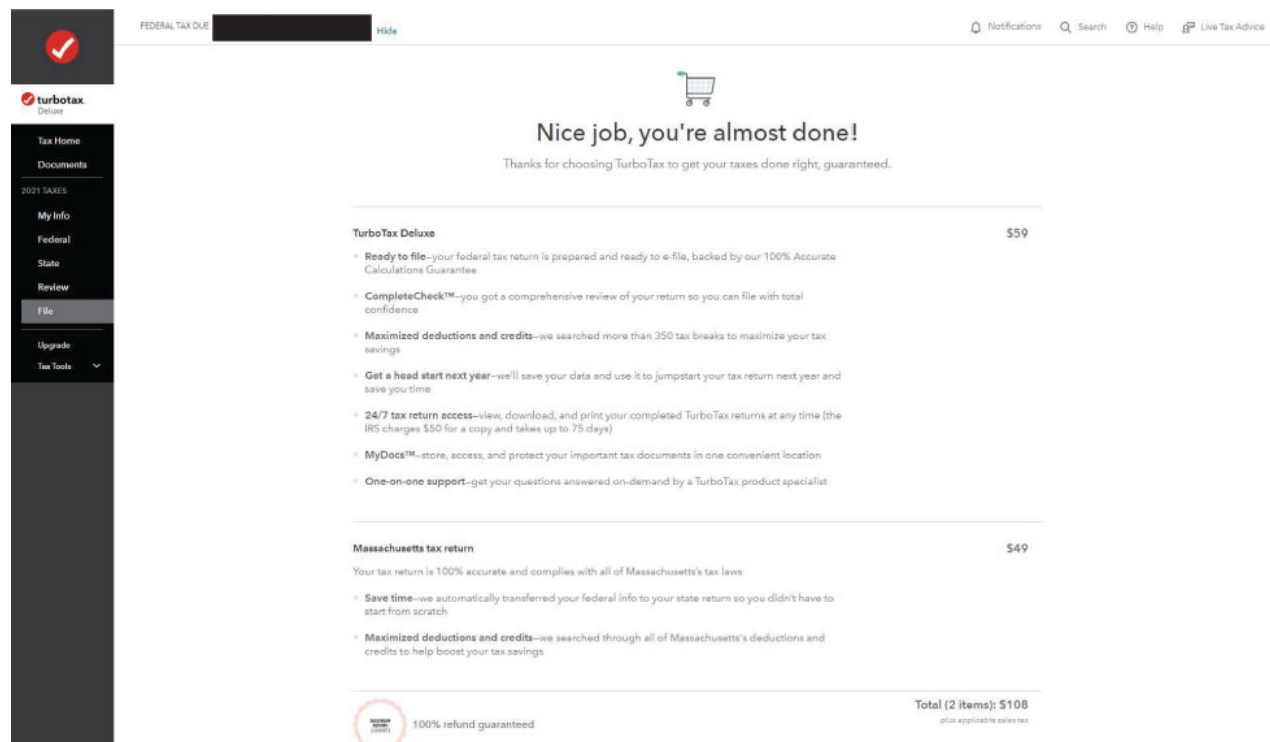 FEDERAL TAX DUE
Hide
Notifications
Search
Help
Live Tax Advice
turbotax
Deluxe
Tax Home
Documents
2021 TAXES
My Info
Federal
State
Review
File
Upgrade
Tax Tools
Nice job, you're almost done!
Thanks for choosing TurboTax to get your taxes done right, guaranteed.
TurboTax Deluxe $59
Ready to file–your federal tax return is prepared and ready to e-file, backed by our 100% Accurate
Calculations Guarantee
CompleteCheck™–you got a comprehensive review of your return so you can file with total
confidence
Maximized deductions and credits–we searched more than 350 tax breaks to maximize your tax
savings
Get a head start next year–we'll save your data and use it to jumpstart your tax return next year and
save you time
24/7 tax return access–view, download, and print your completed TurboTax returns at any time (the
IRS charges $50 for a copy and takes up to 75 days)
MyDocs™–store, access, and protect your important tax documents in one convenient location
One-on-one support–get your questions answered on-demand by a TurboTax product specialist
Massachusetts tax return $49
Your tax return is 100% accurate and complies with all of Massachusetts's tax laws
Save time–we automatically transferred your federal info to your state return so you didn't have to
start from scratch
Maximized deductions and credits–we searched through all of Massachusetts's deductions and
credits to help boost your tax savings
100% refund guaranteed
Total (2 items): $108
plus applicable sales tax